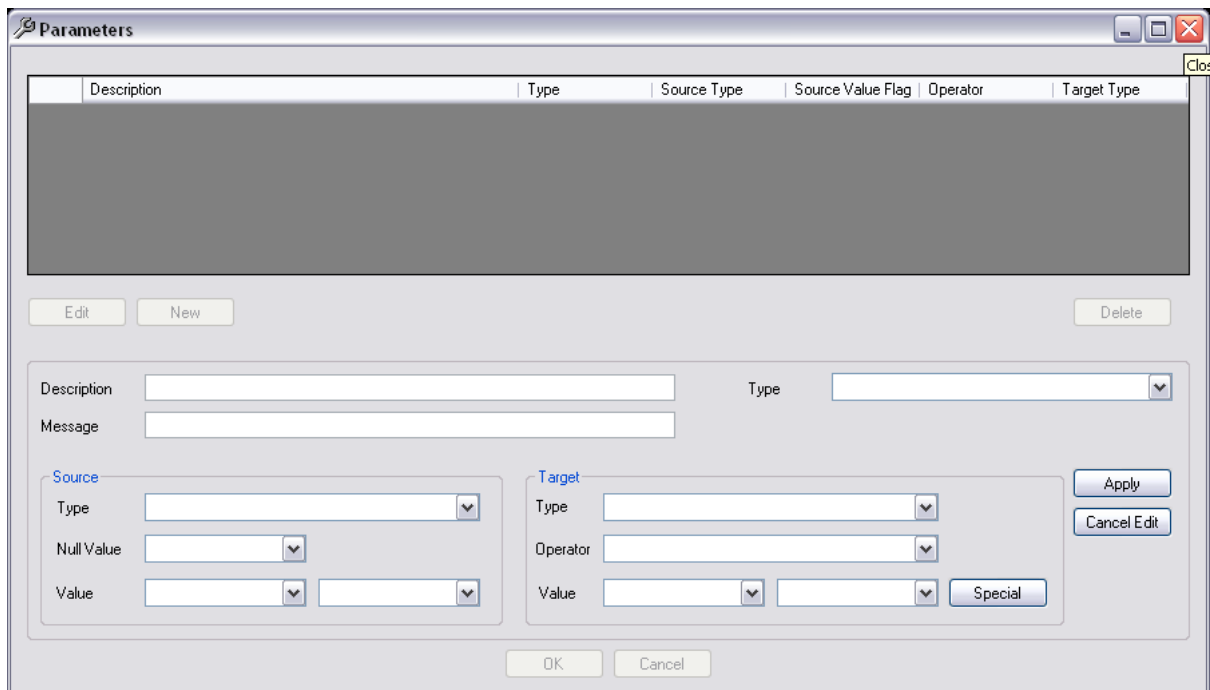 Parameters
Clos
Description Type Source Type Source Value Flag Operator Target Type
Edit New Delete
Description Type
Message
Source Target
Type Type Apply
Null Value Operator Cancel Edit
Value Value Special
OK Cancel